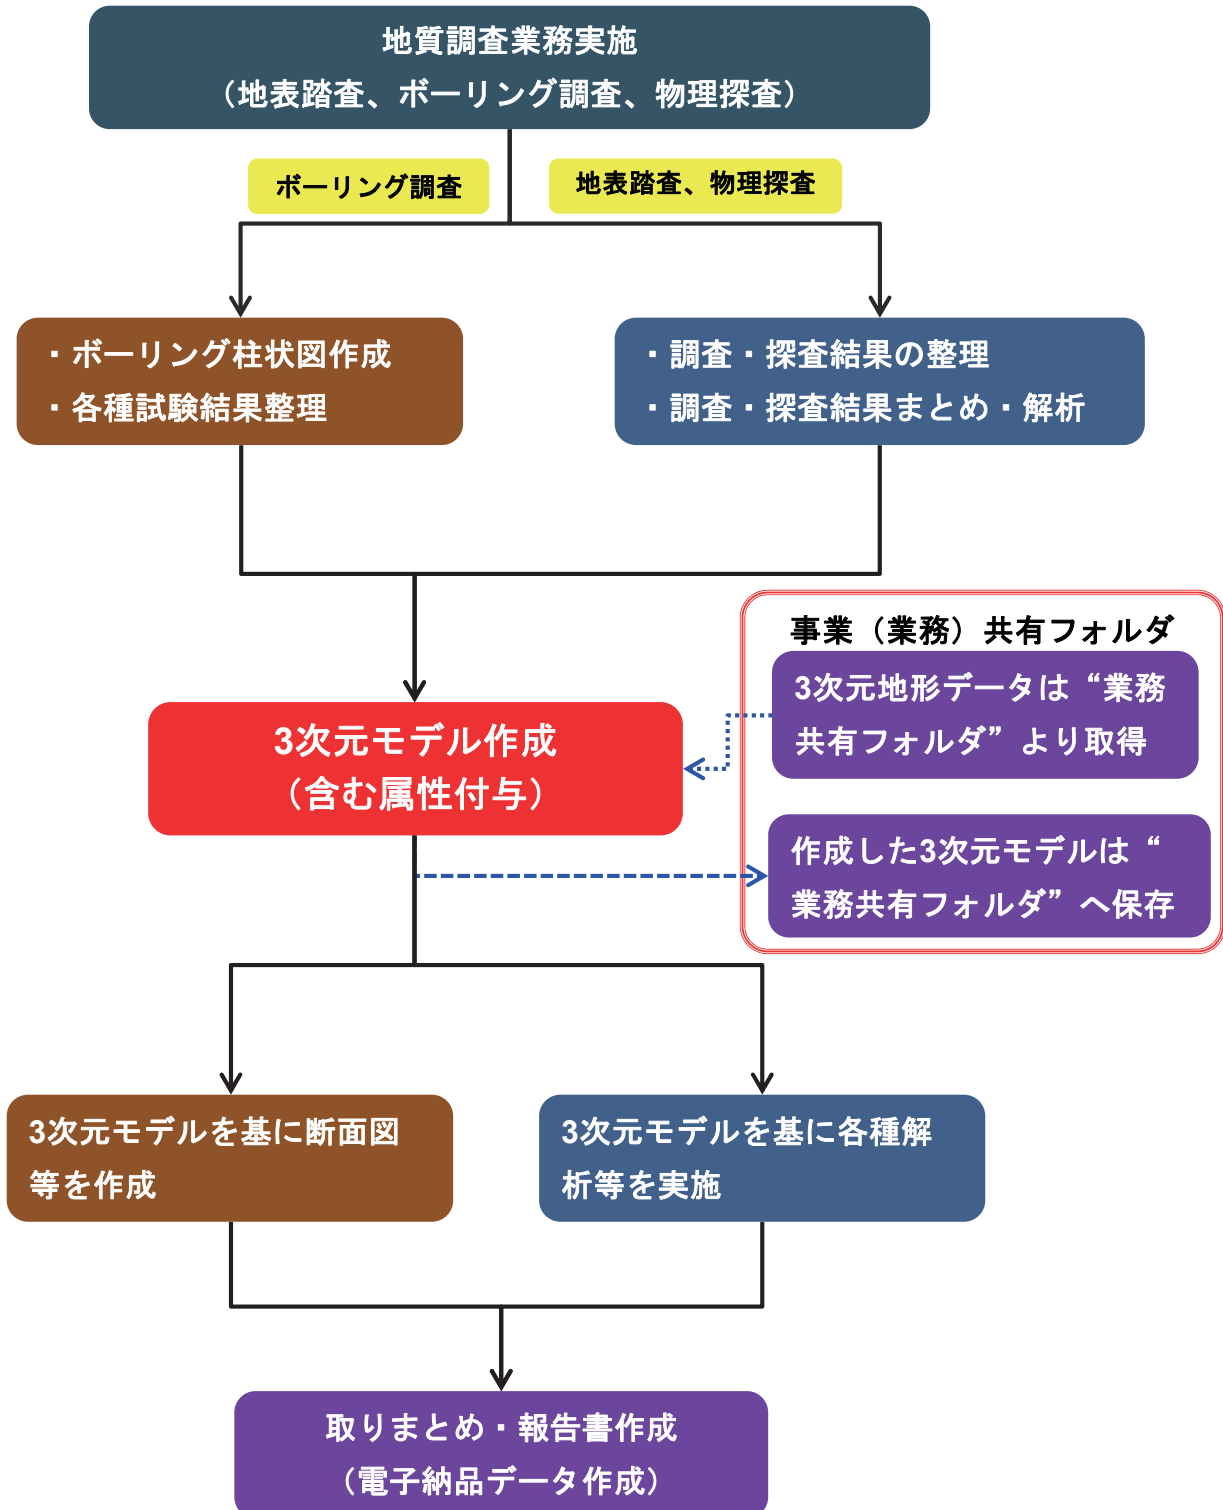 地質調査業務実施
（地表踏査、ボーリング調査、物理探査）
ボーリング調査
地表踏査、物理探査
・ボーリング柱状図作成
・各種試験結果整理
・調査・探査結果の整理
・調査・探査結果まとめ・解析
事業（業務）共有フォルダ
3次元地形データは“業務
共有フォルダ”より取得
3次元モデル作成
（含む属性付与）
作成した3次元モデルは“
業務共有フォルダ”へ保存
3次元モデルを基に断面図
等を作成
3次元モデルを基に各種解
析等を実施
取りまとめ・報告書作成
（電子納品データ作成）